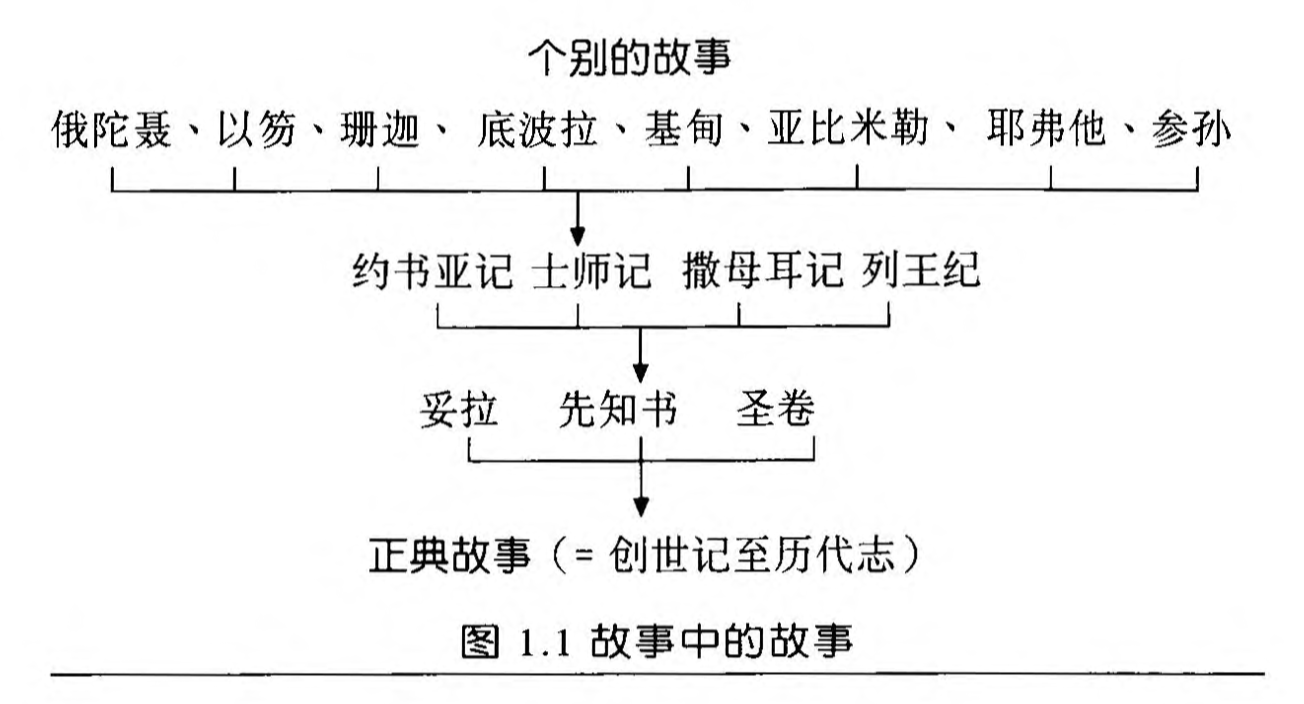 个别的故事
俄陀聂、以笏、珊迦、底波拉、基甸、亚比米勒、耶弗他、参孙
约书亚记 士师记 撒母耳记 列王纪
妥拉 先知书 圣卷
正典故事（= 创世记至历代志）
图 1.1 故事中的故事